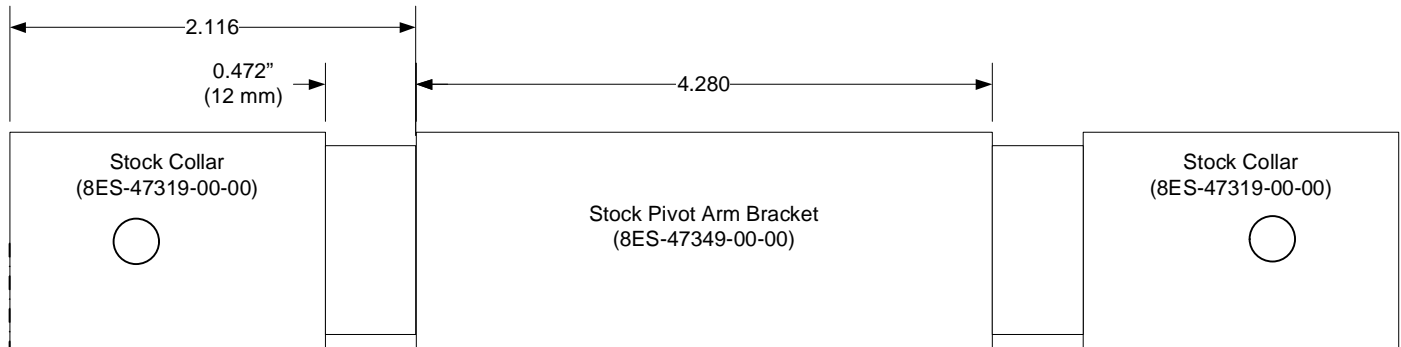 2.116
0.472”
(12 mm)
4.280
Stock Collar
(8ES-47319-00-00)
Stock Pivot Arm Bracket
(8ES-47349-00-00)
Stock Collar
(8ES-47319-00-00)